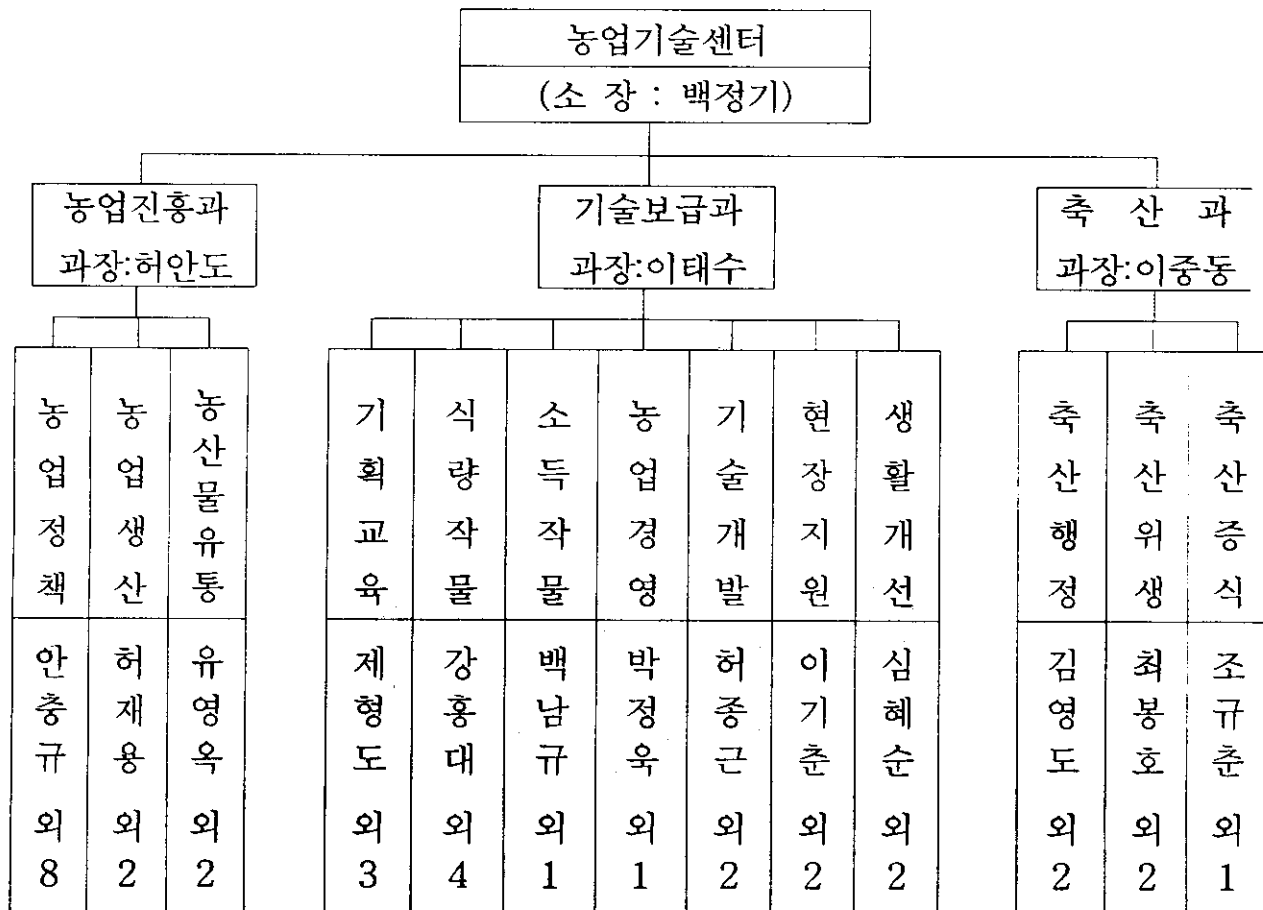 농업기술센터
(소 장 : 백정기)
농업진흥과
과장:허안도
기술보급과
과장:이태수
축 산 과
과장:이중동
농업정책
안충규
외
8
농업생산
허재용
외
2
농산물유통
유영옥
외
2
기획교육
제형도
외
3
식량작물
강홍대
외
4
소득작물
백남규
외
1
농업경영
박정욱
외
1
기술개발
허종근
외
2
현장지원
이기춘
외
2
생활개선
심혜순
외
2
축산행정
김영도
외
2
축산위생
최봉호
외
2
축산증식
조규춘
외
1